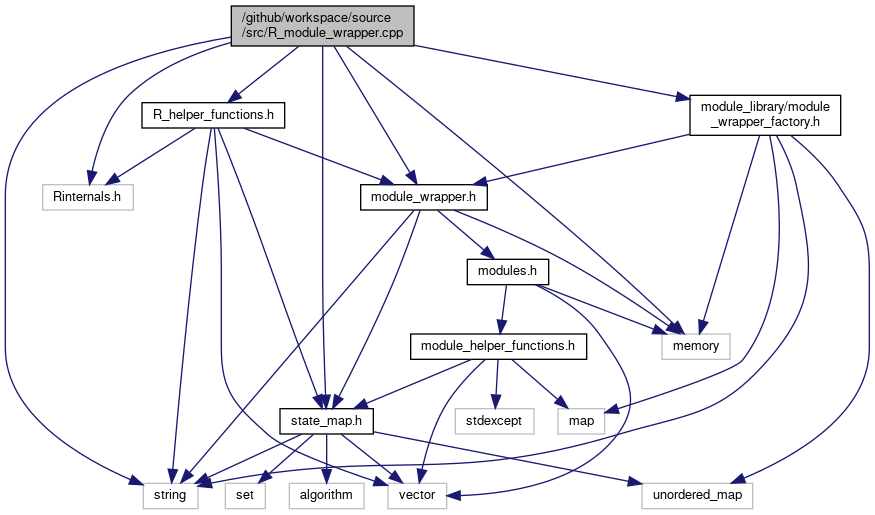 /github/workspace/source
/src/R_module_wrapper.cpp
module_library/module
_wrapper_factory.h
R_helper_functions.h
Rinternals.h
module_wrapper.h
modules.h
module_helper_functions.h
memory
state_map.h
stdexcept
map
string
set
algorithm
vector
unordered_map